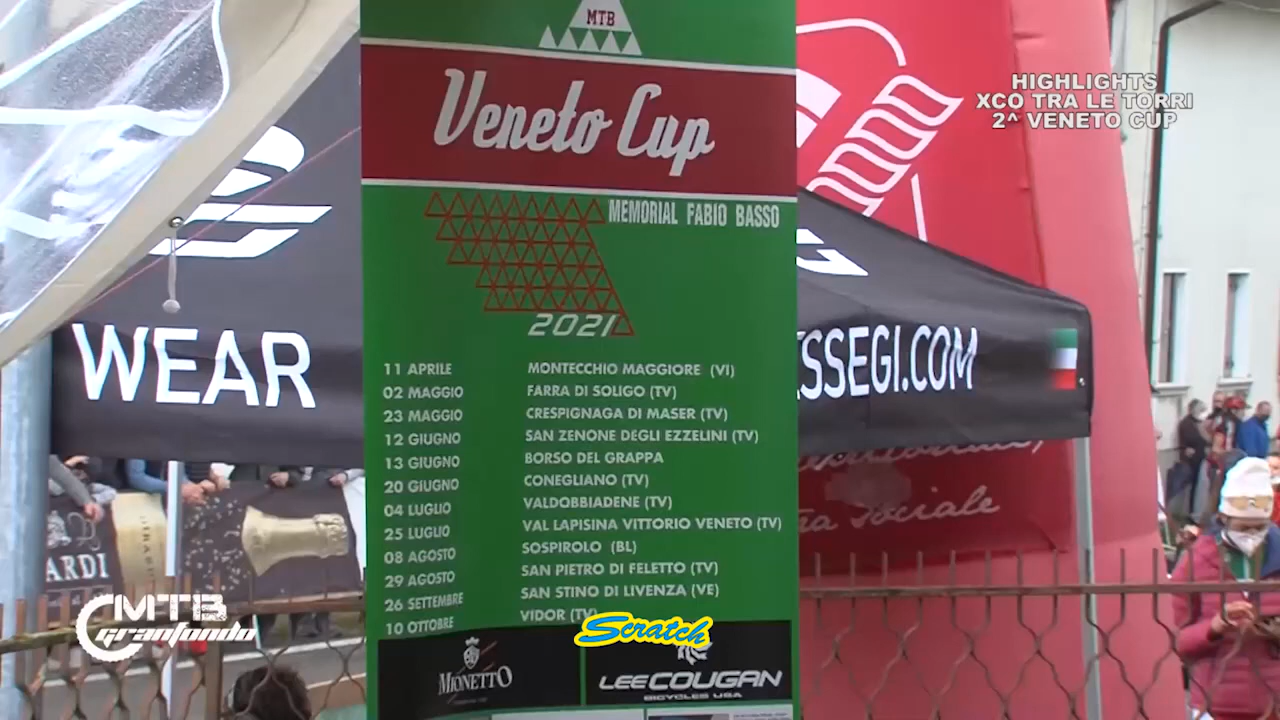 HIGHLIGHTS
XCO TRA LE TORRI
2^ VENETO CUP
MTB
Veneto Cup
MEMORIAL FABIO BASSO
2021
11 APRILE MONTECCHIO MAGGIORE (VI)
02 MAGGIO FARRA DI SOLIGO (TV)
23 MAGGIO CRESPIGNAGA DI MASER (TV)
12 GIUGNO SAN ZENONE DEGLI EZZELINI (TV)
13 GIUGNO BORSO DEL GRAPPA
20 GIUGNO CONEGLIANO (TV)
04 LUGLIO VALDOBBIADENE (TV)
25 LUGLIO VAL LAPISINA VITTORIO VENETO (TV)
08 AGOSTO SOSPIROLO (BL)
29 AGOSTO SAN PIETRO DI FELETTO (TV)
26 SETTEMBRE SAN STINO DI LIVENZA (VE)
10 OTTOBRE VIDOR (TV)
Scratch
MIONETTO
LEE COUGAN
BICYCLES USA
WEAR
ISSEGI.COM
Sociale
ARDI
MTB
granfondo